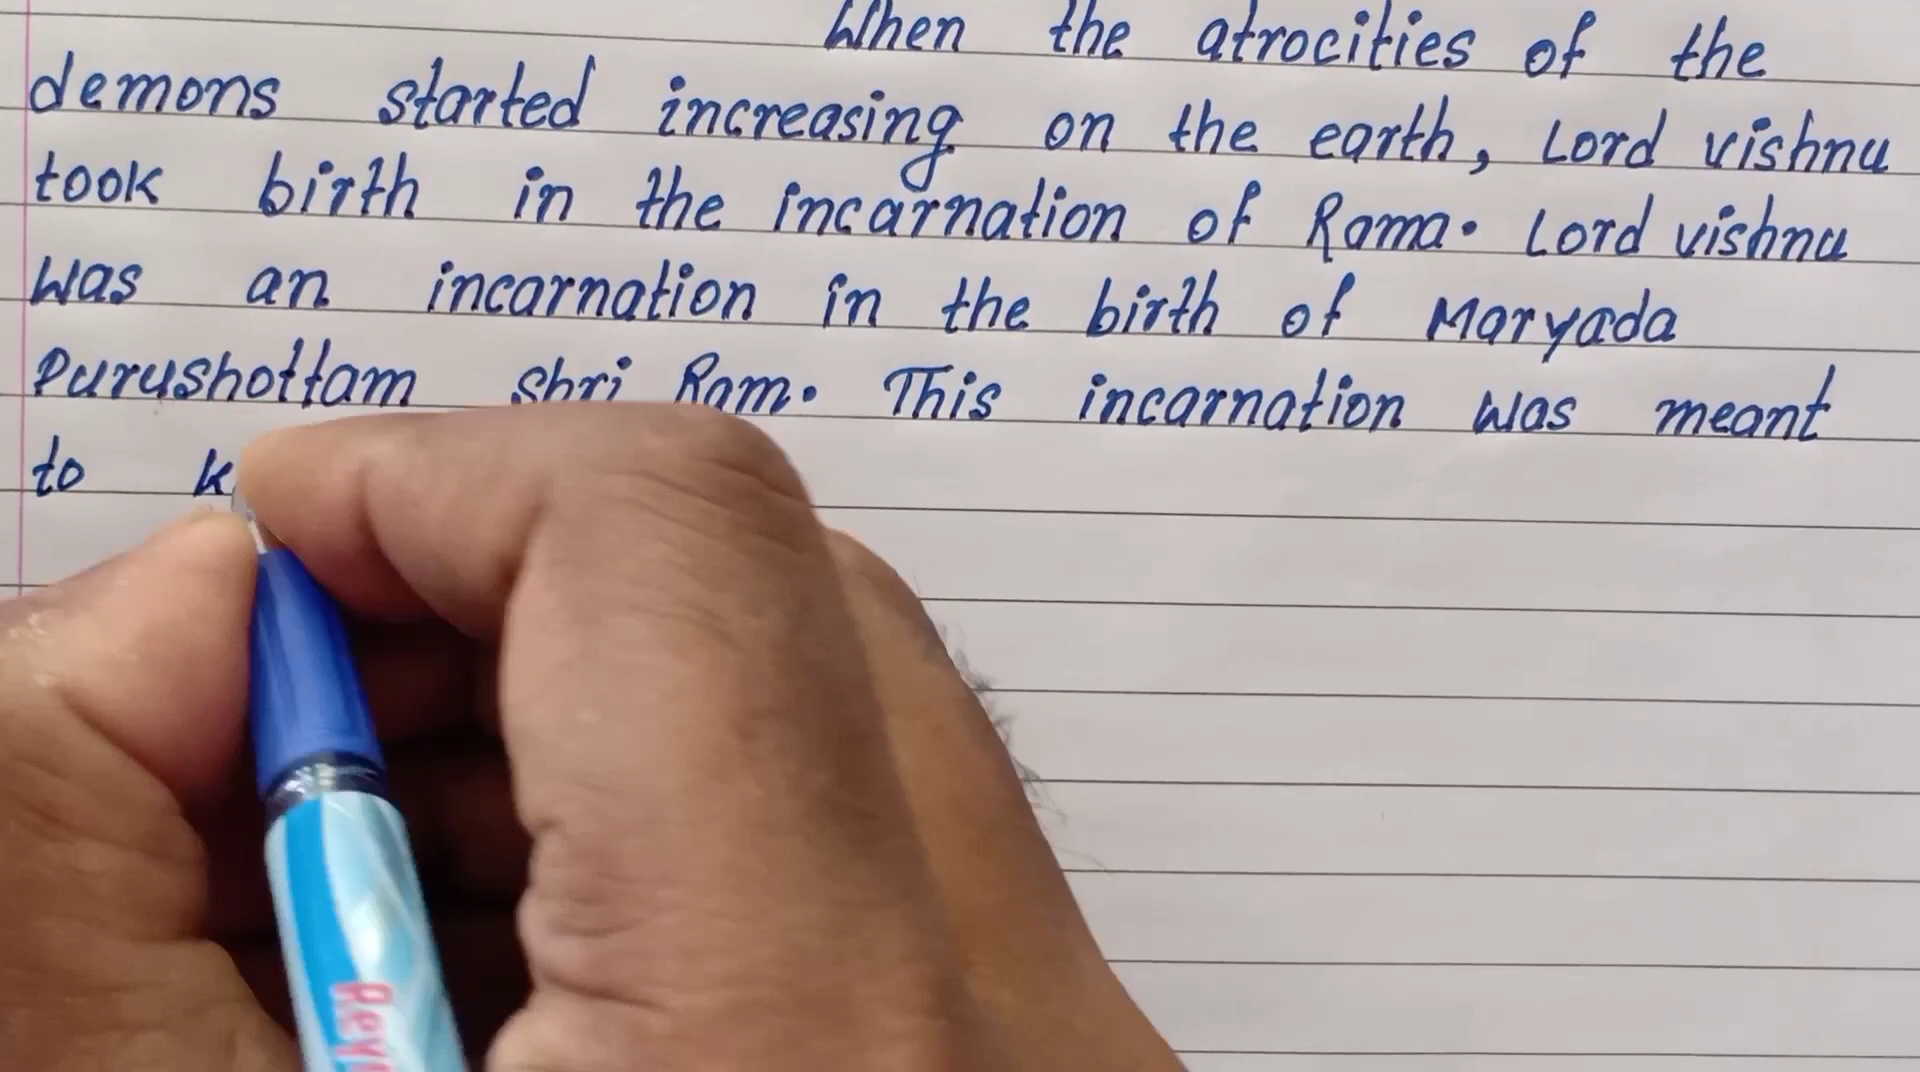 When the atrocities of the
demons started increasing on the earth, Lord vishnu
took birth in the incarnation of Rama. Lord vishnu
was an incarnation in the birth of Maryada
Purushottam shri Ram. This incarnation was meant
to k